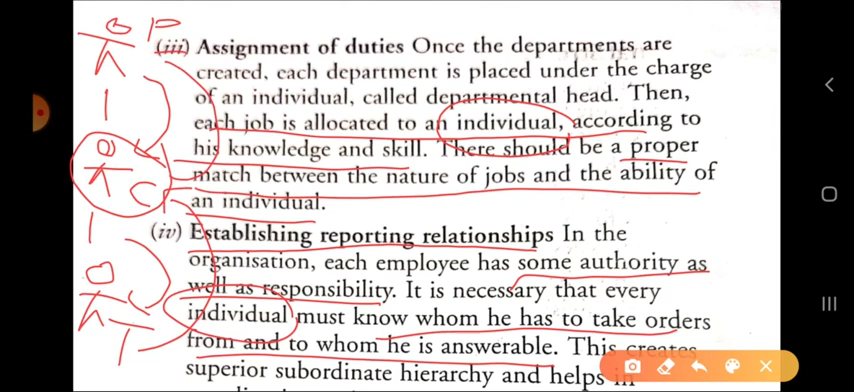 (iii) Assignment of duties Once the departments are
created, each department is placed under the charge
of an individual, called departmental head. Then,
each job is allocated to an individual, according to
his knowledge and skill. There should be a proper
match between the nature of jobs and the ability of
an individual.
(iv) Establishing reporting relationships In the
organisation, each employee has some authority as
well as responsibility. It is necessary that every
individual must know whom he has to take orders
from and to whom he is answerable. This creates
superior subordinate hierarchy and helps in